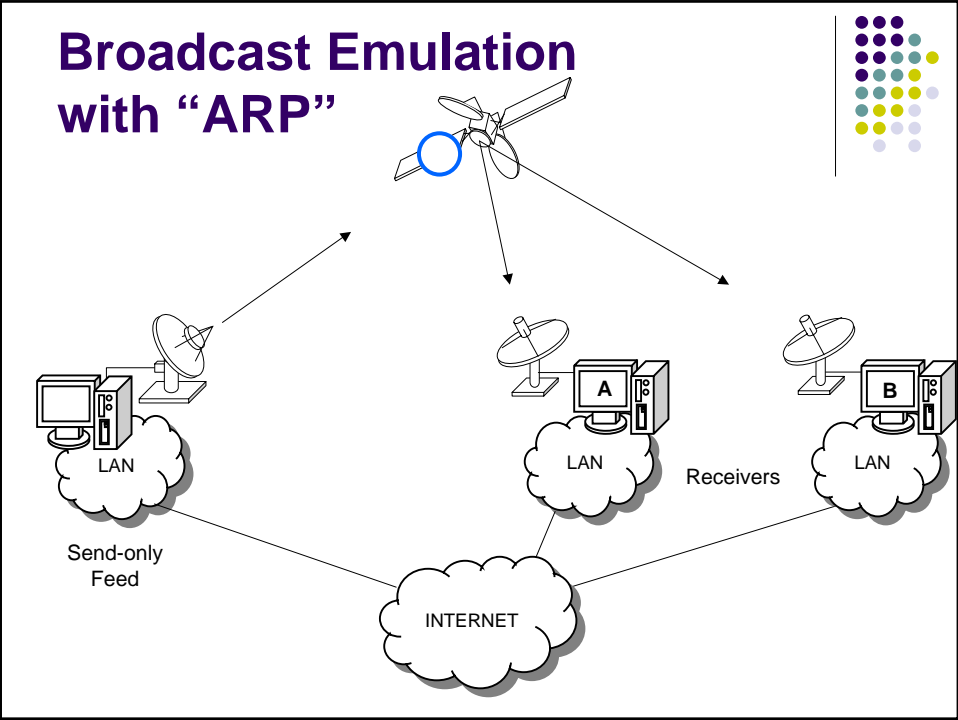 Broadcast Emulation
with “ARP”
A
B
LAN
LAN
Receivers
LAN
Send-only
Feed
INTERNET